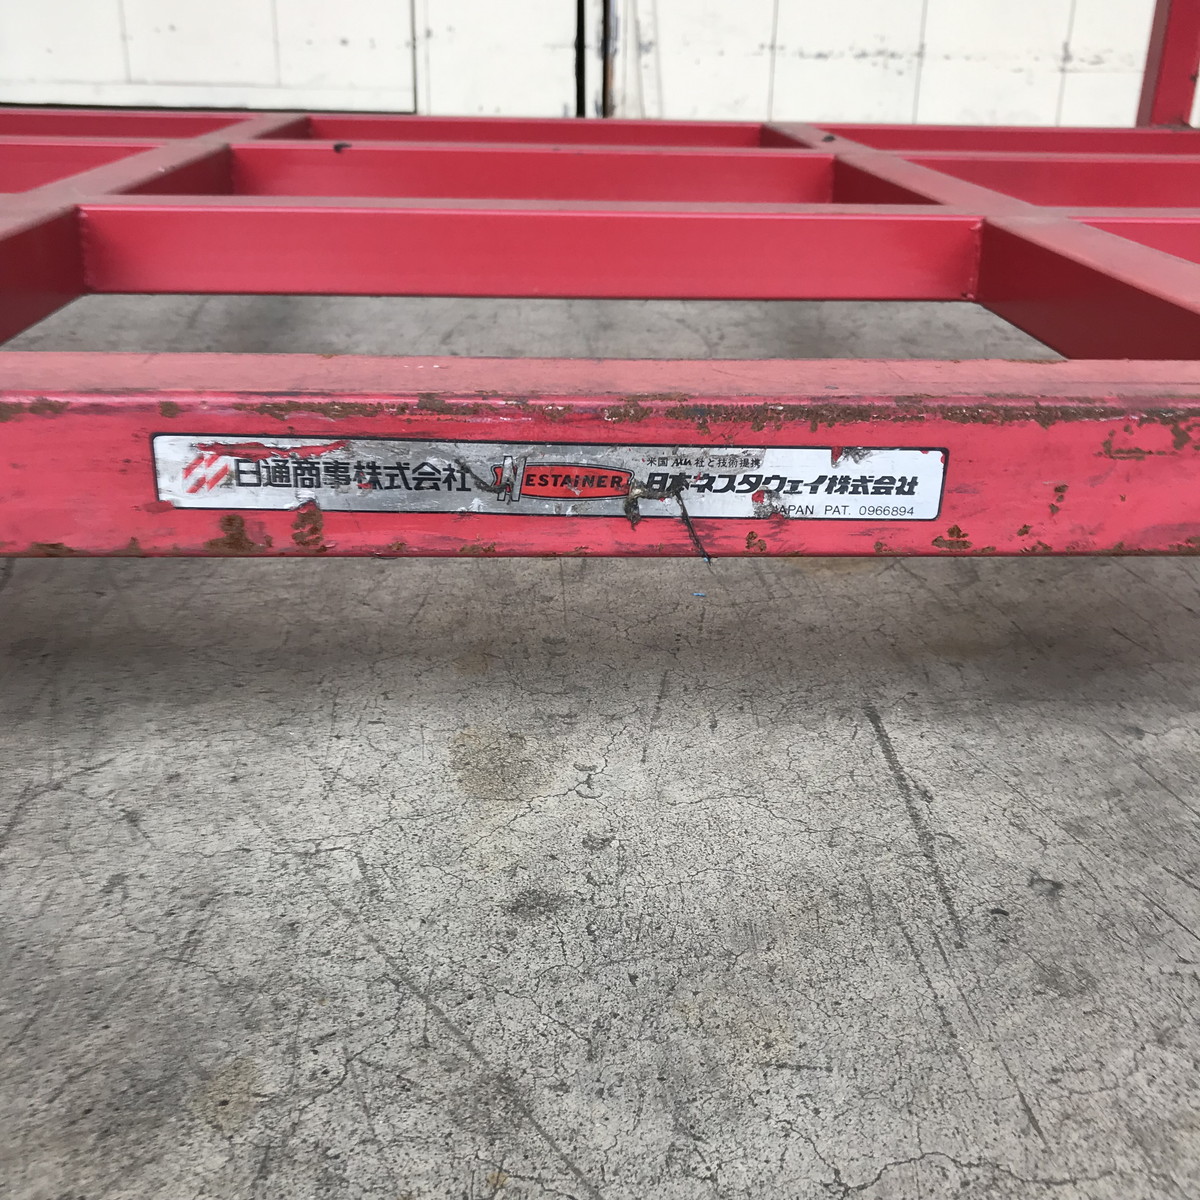 日通商事株式会社
NESTAINER
米国 社と技術提携
日本ネスタウェイ株式会社
JAPAN PAT. 0966894